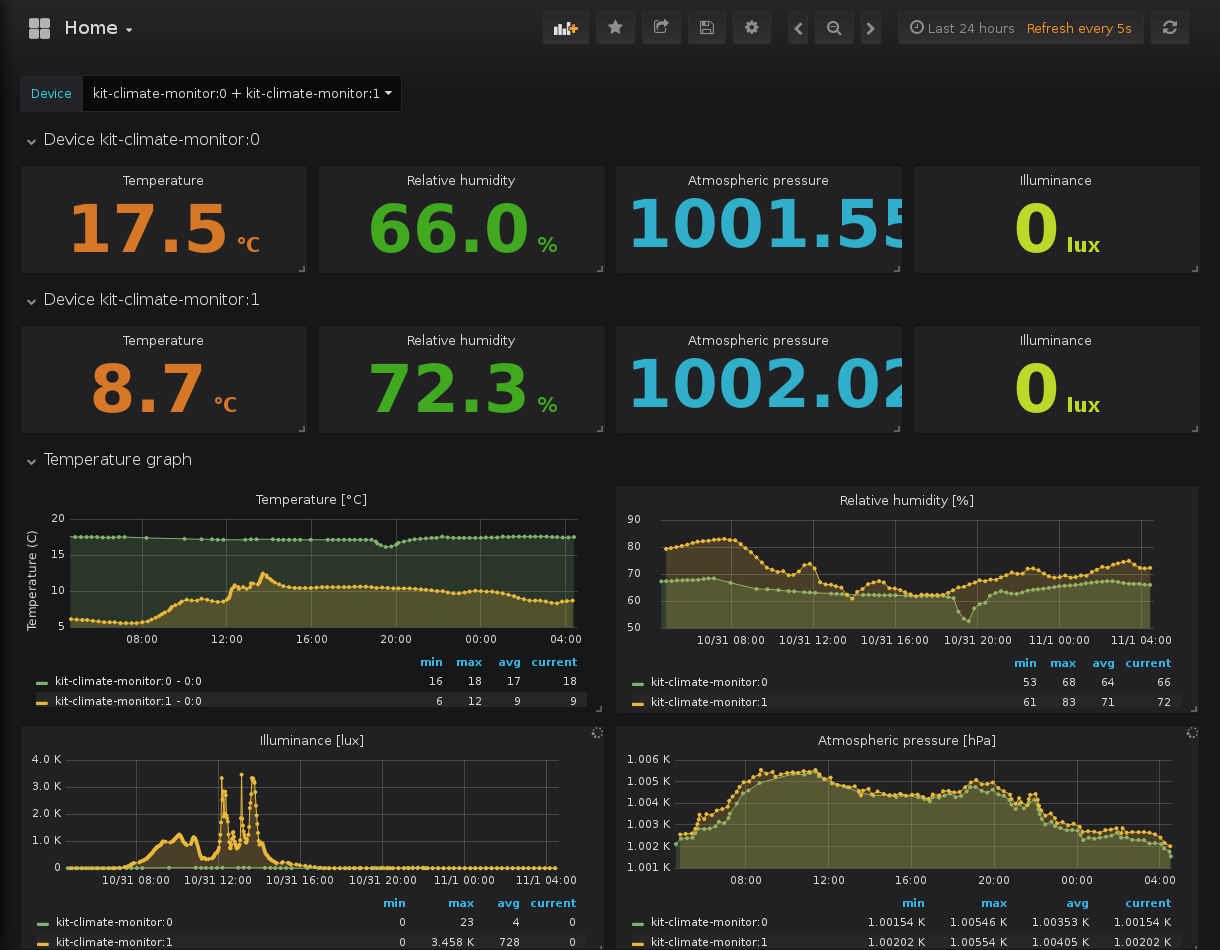 Home
Last 24 hours Refresh every 5s
Device kit-climate-monitor:0 + kit-climate-monitor:1
Device kit-climate-monitor:0
Temperature Relative humidity Atmospheric pressure Illuminance
17.5 °C 66.0 % 1001.55 0 lux
Device kit-climate-monitor:1
Temperature Relative humidity Atmospheric pressure Illuminance
8.7 °C 72.3 % 1002.02 0 lux
Temperature graph
Temperature [°C]
Temperature (C)
20
15
10
5
08:00 12:00 16:00 20:00 00:00 04:00
min max avg current
kit-climate-monitor:0 - 0:0 16 18 17 18
kit-climate-monitor:1 - 0:0 6 12 9 9
Relative humidity [%]
90
80
70
60
50
10/31 08:00 10/31 12:00 10/31 16:00 10/31 20:00 11/1 00:00 11/1 04:00
min max avg current
kit-climate-monitor:0 53 68 64 66
kit-climate-monitor:1 61 83 71 72
Illuminance [lux]
4.0 K
3.0 K
2.0 K
1.0 K
0
10/31 08:00 10/31 12:00 10/31 16:00 10/31 20:00 11/1 00:00 11/1 04:00
min max avg current
kit-climate-monitor:0 0 23 4 0
kit-climate-monitor:1 0 3.458 K 728 0
Atmospheric pressure [hPa]
1.006 K
1.005 K
1.004 K
1.003 K
1.002 K
1.001 K
08:00 12:00 16:00 20:00 00:00 04:00
min max avg current
kit-climate-monitor:0 1.00154 K 1.00546 K 1.00353 K 1.00154 K
kit-climate-monitor:1 1.00202 K 1.00554 K 1.00405 K 1.00202 K